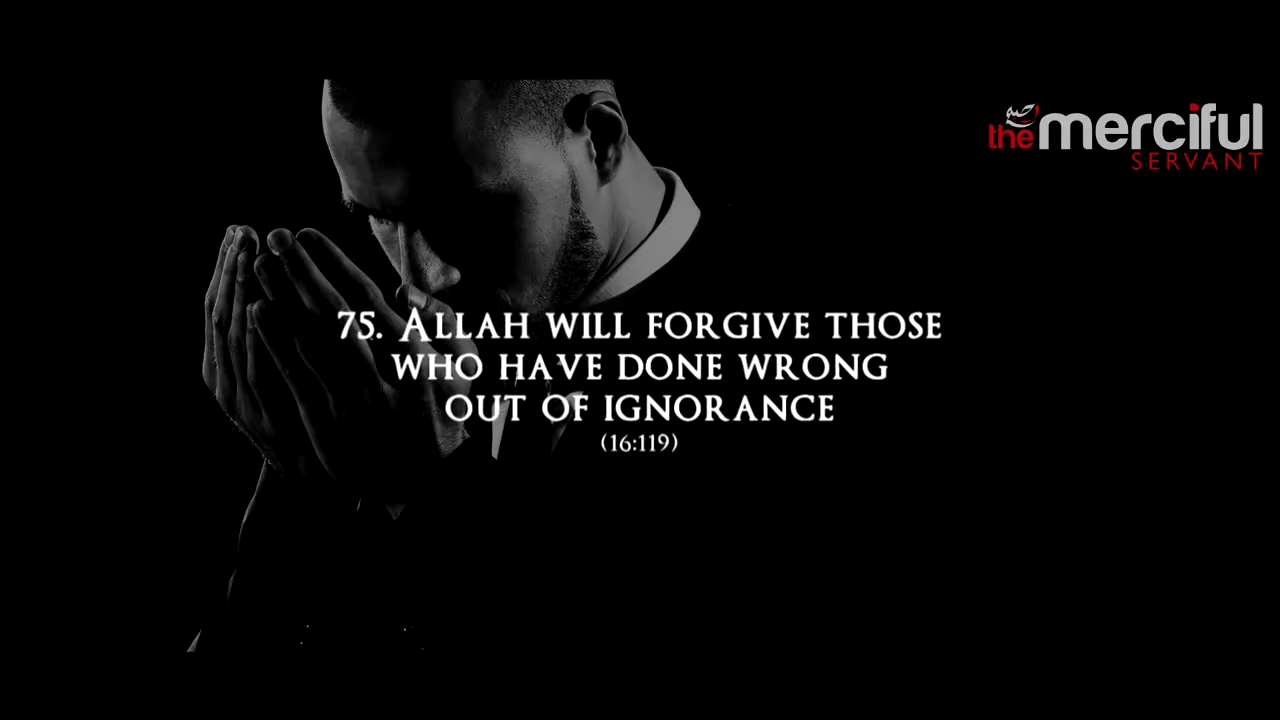 the merciful
SERVANT
75. ALLAH WILL FORGIVE THOSE
WHO HAVE DONE WRONG
OUT OF IGNORANCE
(16:119)